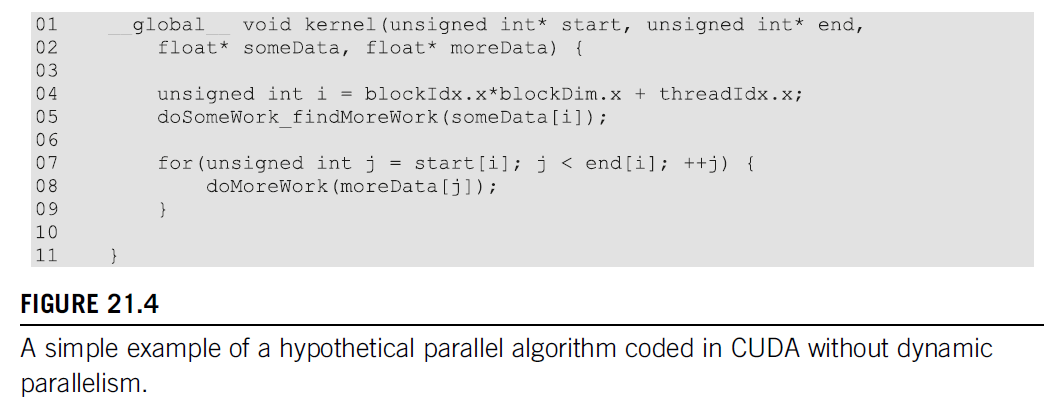 01 __global__ void kernel(unsigned int* start, unsigned int* end,
02 float* someData, float* moreData) {
03
04 unsigned int i = blockIdx.x*blockDim.x + threadIdx.x;
05 doSomeWork_findMoreWork(someData[i]);
06
07 for(unsigned int j = start[i]; j < end[i]; ++j) {
08 doMoreWork(moreData[j]);
09 }
10
11 }
FIGURE 21.4
A simple example of a hypothetical parallel algorithm coded in CUDA without dynamic
parallelism.